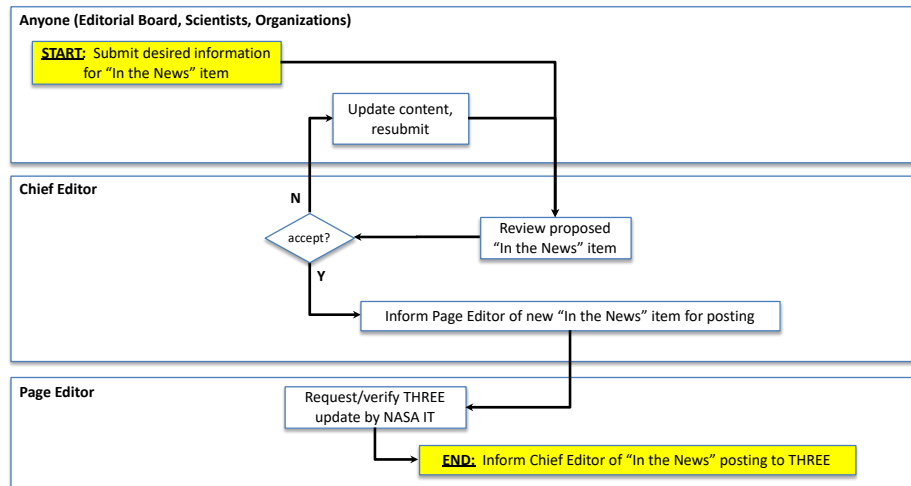 Anyone (Editorial Board, Scientists, Organizations)
START: Submit desired information
for “In the News” item
Update content,
resubmit
Chief Editor
N
accept?
Review proposed
“In the News” item
Y
Inform Page Editor of new “In the News” item for posting
Page Editor
Request/verify THREE
update by NASA IT
END: Inform Chief Editor of “In the News” posting to THREE